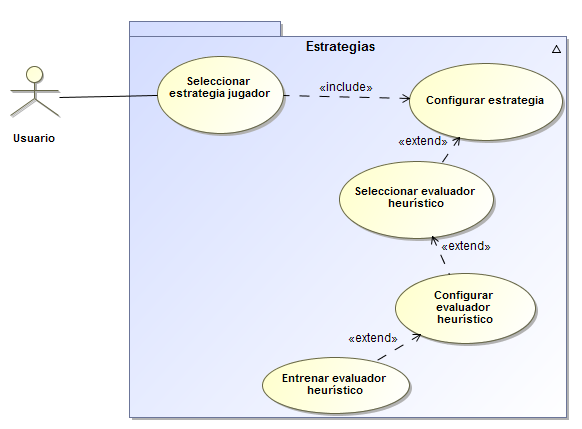 Estrategias
Usuario
Seleccionar
estrategia jugador
«include»
Configurar estrategia
«extend»
Seleccionar evaluador
heurístico
«extend»
Configurar
evaluador
heurístico
«extend»
Entrenar evaluador
heurístico